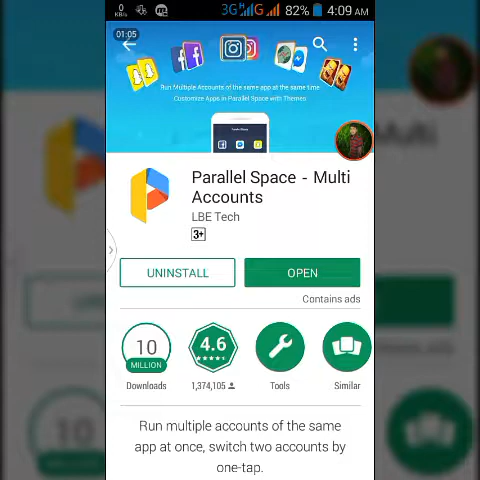 0
KB/s
3G H G 82% 4:09 AM
01:05
Run Multiple Accounts of the same app at the same time
Customize Apps in Parallel Space with Themes
Parallel Space - Multi
Accounts
LBE Tech
3+
UNINSTALL
OPEN
Contains ads
10
MILLION
4.6
Downloads
1,374,105
Tools
Similar
Run multiple accounts of the same
app at once, switch two accounts by
one-tap.